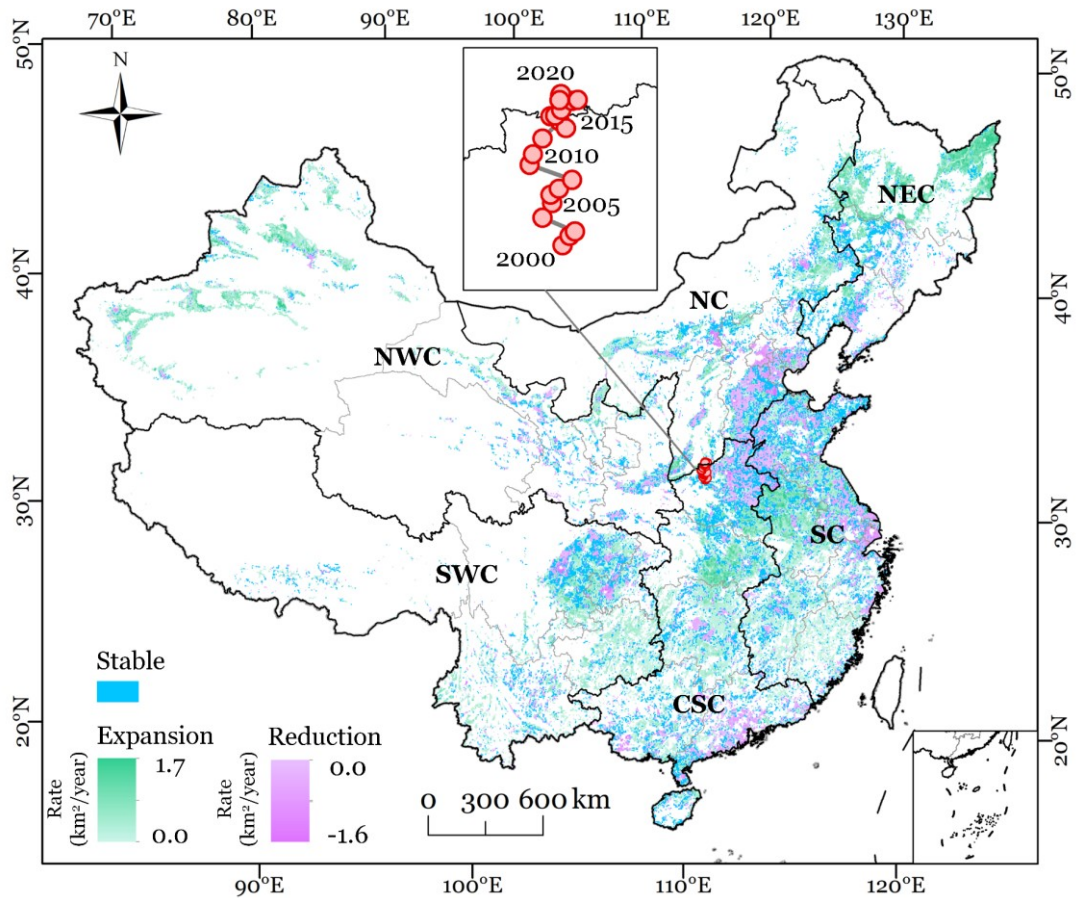 70°E 80°E 90°E 100°E 110°E 120°E 130°E
50°N
50°N
N
2020
2015
2010
2005
2000
NEC
40°N
40°N
NC
NWC
30°N
30°N
SC
SWC
Stable
CSC
20°N
20°N
Expansion
Reduction
Rate
(km²/year)
1.7
0.0
Rate
(km²/year)
0.0
-1.6
0 300 600 km
90°E 100°E 110°E 120°E